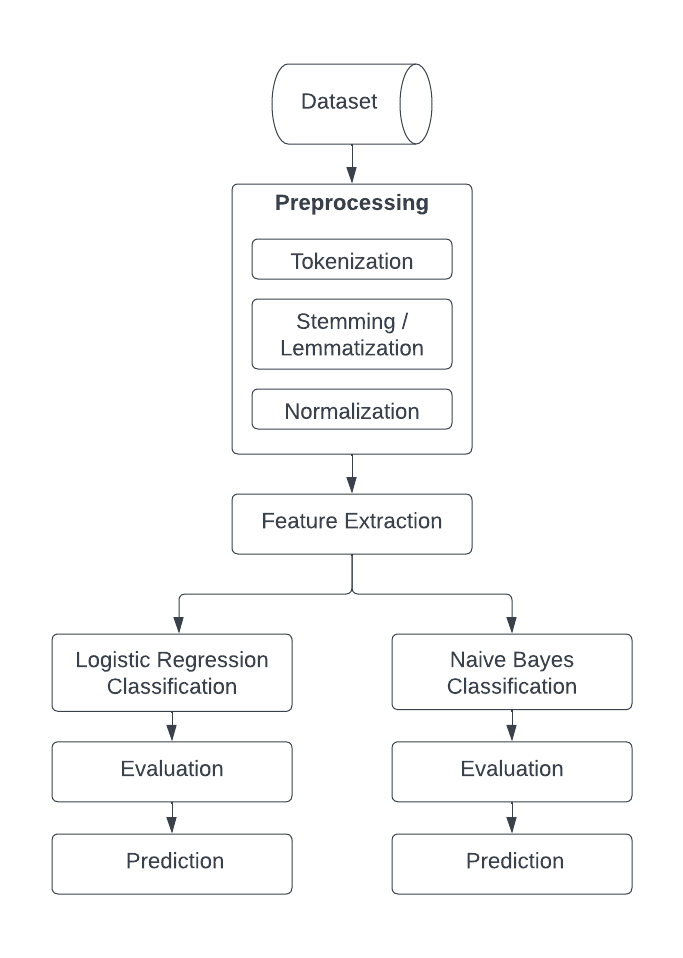 Dataset
Preprocessing
Tokenization
Stemming /
Lemmatization
Normalization
Feature Extraction
Logistic Regression
Classification
Naive Bayes
Classification
Evaluation
Evaluation
Prediction
Prediction